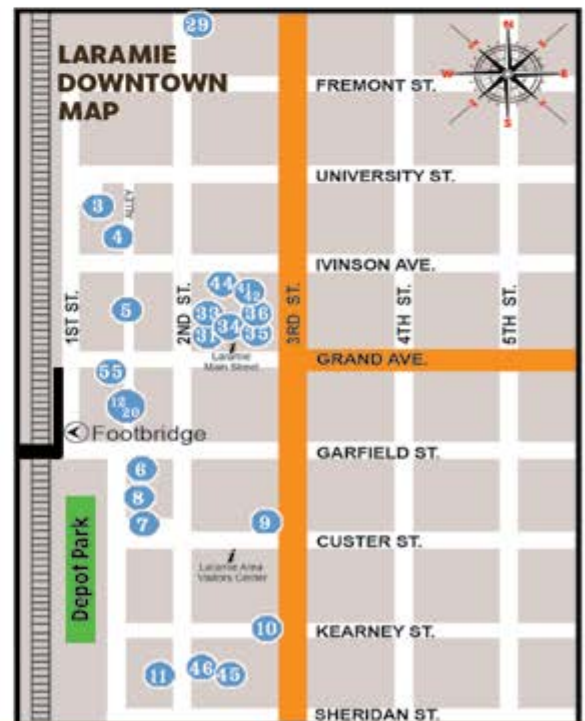 29
LARAMIE
DOWNTOWN
MAP
N
W E
S
FREMONT ST.
UNIVERSITY ST.
3
ALLEY
4
IVINSON AVE.
44 41
42
5
33 36
34
31 35
1ST ST.
2ND ST.
3RD ST.
4TH ST.
5TH ST.
i
Laramie
Main Street
GRAND AVE.
55
12
20
Footbridge
GARFIELD ST.
6
8
7
9
Depot Park
CUSTER ST.
i
Laramie Area
Visitors Center
10
KEARNEY ST.
11
46 45
SHERIDAN ST.